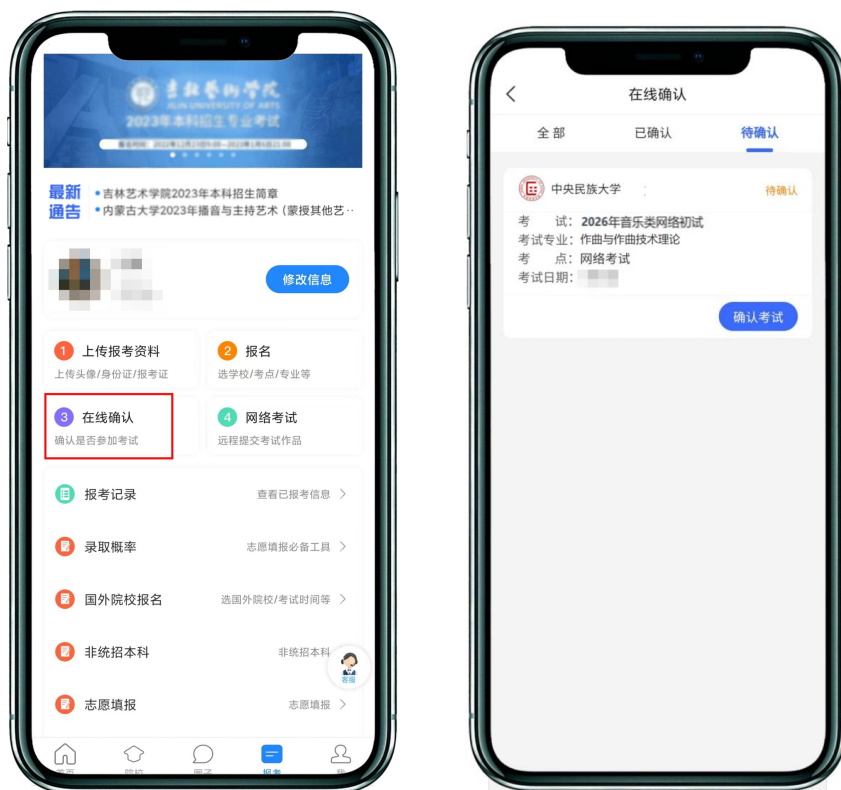 吉林艺术学院
JILIN UNIVERSITY OF ARTS
2023年本科招生专业考试
最新通告
•吉林艺术学院2023年本科招生简章
•内蒙古大学2023年播音与主持艺术（蒙授其他艺··
修改信息
1 上传报考资料
上传头像/身份证/报考证
2 报名
选学校/考点/专业等
3 在线确认
确认是否参加考试
4 网络考试
远程提交考试作品
报考记录 查看已报考信息
录取概率 志愿填报必备工具
国外院校报名 选国外院校/考试时间等
非统招本科 非统招本科
客服
志愿填报 志愿填报
首页 院校 圈子 报考 我
在线确认
全部 已确认 待确认
中央民族大学 : 待确认
考 试：2026年音乐类网络初试
考试专业：作曲与作曲技术理论
考 点：网络考试
考试日期：
确认考试